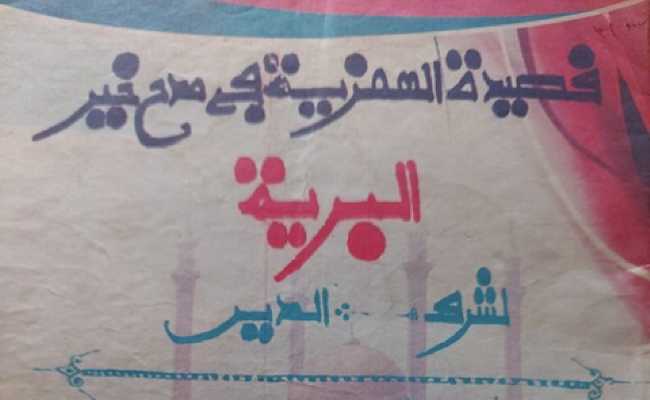 قصيدة الهمزية في مدح خير
البرية
لشرف الدين